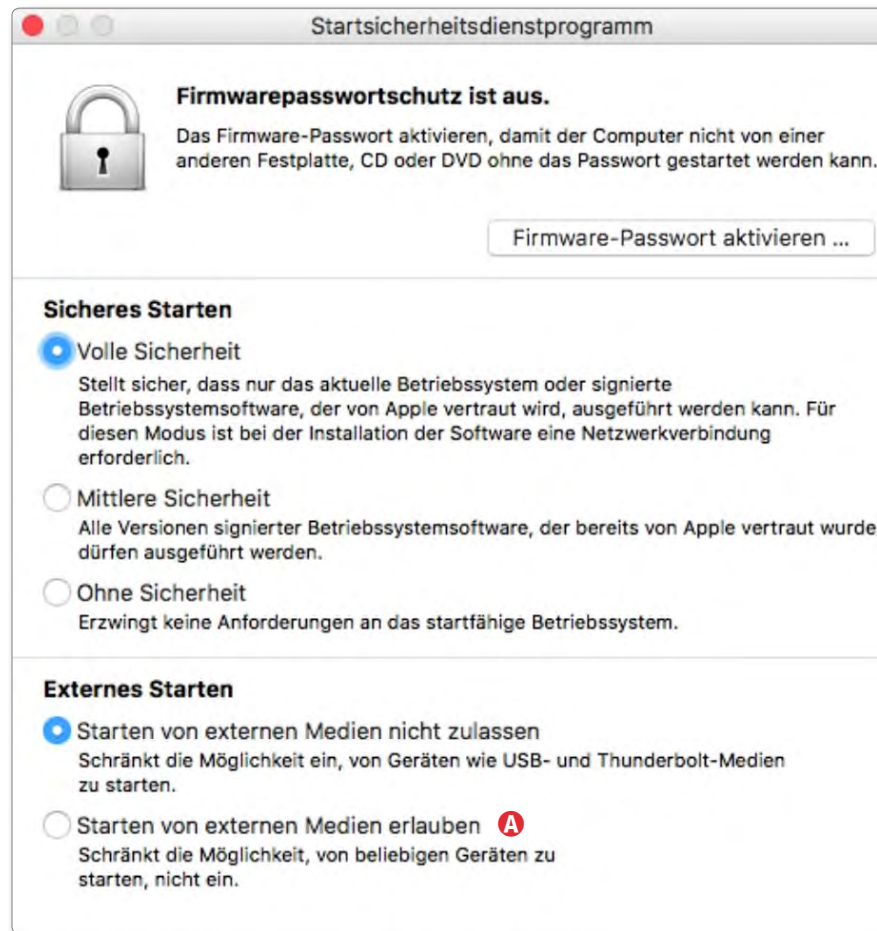 Startsicherheitsdienstprogramm
Firmwarepasswortschutz ist aus.
Das Firmware-Passwort aktivieren, damit der Computer nicht von einer
anderen Festplatte, CD oder DVD ohne das Passwort gestartet werden kann.
Firmware-Passwort aktivieren ...
Sicheres Starten
Volle Sicherheit
Stellt sicher, dass nur das aktuelle Betriebssystem oder signierte
Betriebssystemsoftware, der von Apple vertraut wird, ausgeführt werden kann. Für
diesen Modus ist bei der Installation der Software eine Netzwerkverbindung
erforderlich.
Mittlere Sicherheit
Alle Versionen signierter Betriebssystemsoftware, der bereits von Apple vertraut wurde
dürfen ausgeführt werden.
Ohne Sicherheit
Erzwingt keine Anforderungen an das startfähige Betriebssystem.
Externes Starten
Starten von externen Medien nicht zulassen
Schränkt die Möglichkeit ein, von Geräten wie USB- und Thunderbolt-Medien
zu starten.
Starten von externen Medien erlauben A
Schränkt die Möglichkeit, von beliebigen Geräten zu
starten, nicht ein.